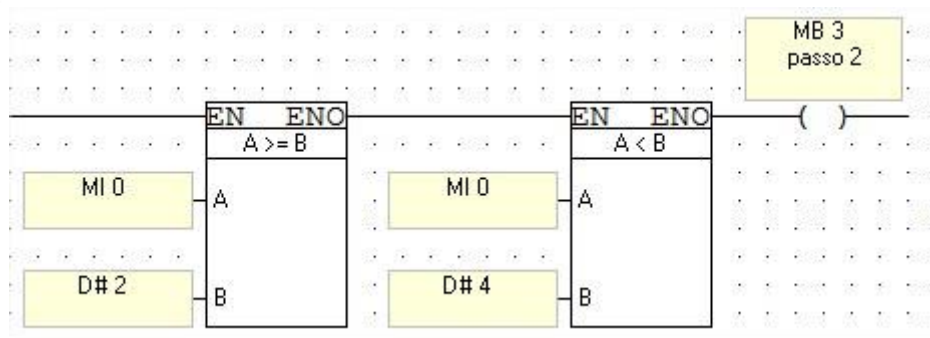 MB 3
passo 2
EN ENO
A >= B
MI 0
A
D# 2
B
EN ENO
A < B
MI 0
A
D# 4
B
( )